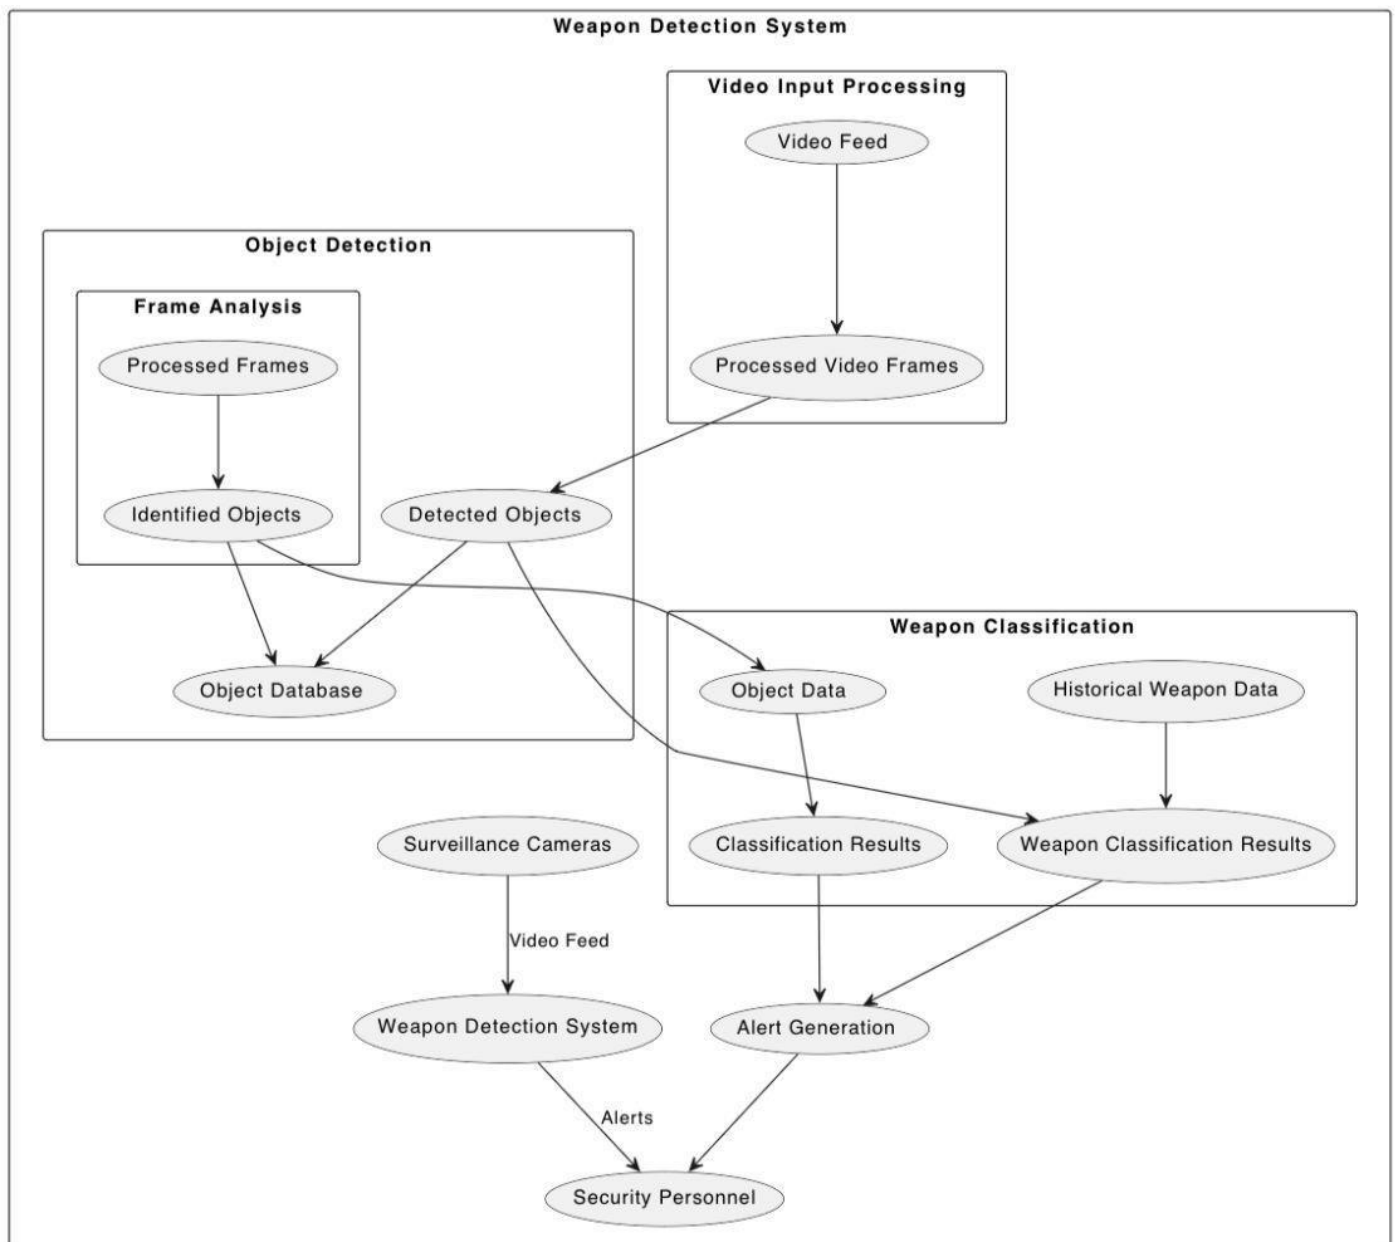 Weapon Detection System
Video Input Processing
Video Feed
Object Detection
Frame Analysis
Processed Frames
Processed Video Frames
Identified Objects
Detected Objects
Weapon Classification
Object Database
Object Data
Historical Weapon Data
Surveillance Cameras
Classification Results
Weapon Classification Results
Video Feed
Weapon Detection System
Alert Generation
Alerts
Security Personnel